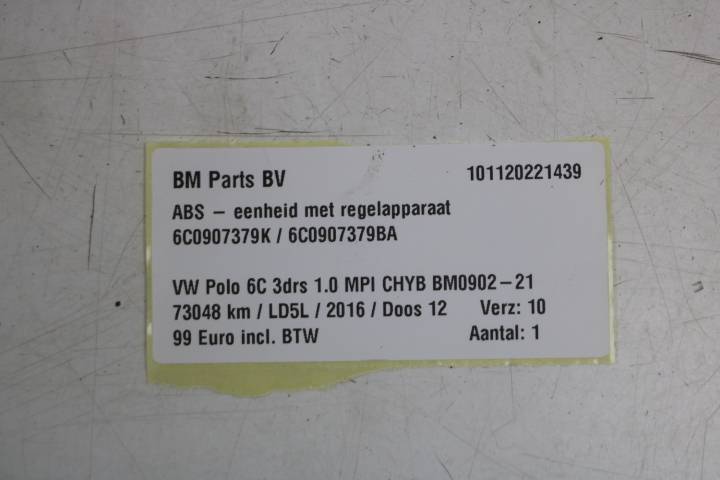 BM Parts BV 101120221439
ABS – eenheid met regelapparaat
6C0907379K / 6C0907379BA
VW Polo 6C 3drs 1.0 MPI CHYB BM0902–21
73048 km / LD5L / 2016 / Doos 12 Verz: 10
99 Euro incl. BTW Aantal: 1